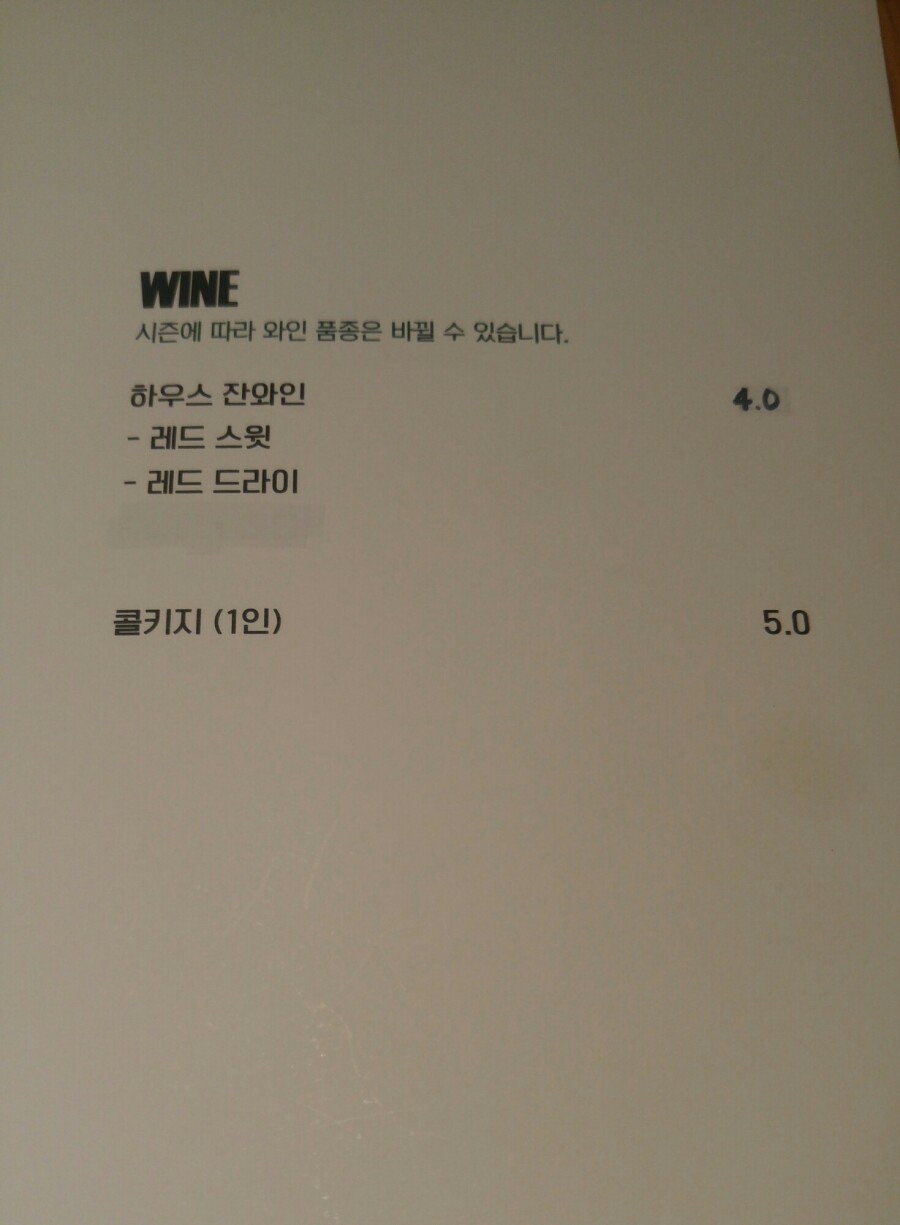 WINE
시즌에 따라 와인 품종은 바뀔 수 있습니다.
하우스 잔와인 4.0
- 레드 스윗
- 레드 드라이
콜키지 (1인) 5.0